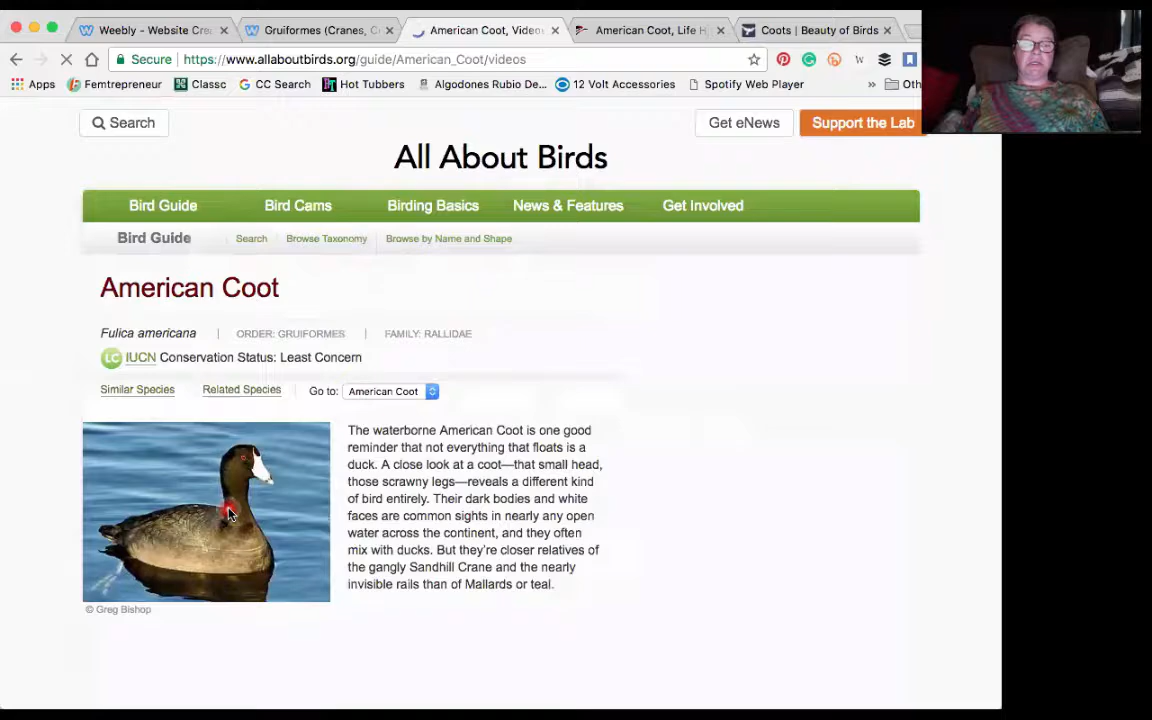 Weebly - Website Crea
Gruiformes (Cranes, C
American Coot, Videos
American Coot, Life H
Coots | Beauty of Birds
Secure | https://www.allaboutbirds.org/guide/American_Coot/videos
Apps Femtrepreneur Classc CC Search Hot Tubbers Algodones Rubio De... 12 Volt Accessories Spotify Web Player » Oth
Search Get eNews Support the Lab
All About Birds
Bird Guide Bird Cams Birding Basics News & Features Get Involved
Bird Guide Search Browse Taxonomy Browse by Name and Shape
American Coot
Fulica americana | ORDER: GRUIFORMES | FAMILY: RALLIDAE
LC IUCN Conservation Status: Least Concern
Similar Species Related Species Go to: American Coot
The waterborne American Coot is one good
reminder that not everything that floats is a
duck. A close look at a coot—that small head,
those scrawny legs—reveals a different kind
of bird entirely. Their dark bodies and white
faces are common sights in nearly any open
water across the continent, and they often
mix with ducks. But they're closer relatives of
the gangly Sandhill Crane and the nearly
invisible rails than of Mallards or teal.
© Greg Bishop